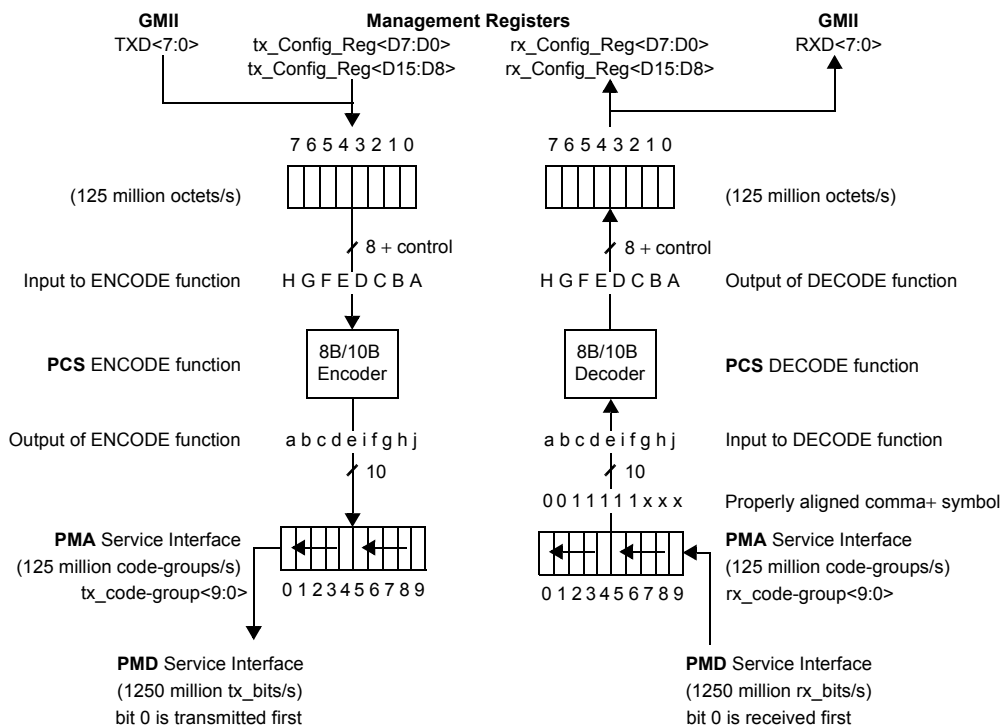 GMII Management Registers GMII
TXD<7:0> tx_Config_Reg<D7:D0> rx_Config_Reg<D7:D0> RXD<7:0>
tx_Config_Reg<D15:D8> rx_Config_Reg<D15:D8>
7 6 5 4 3 2 1 0 7 6 5 4 3 2 1 0
(125 million octets/s) (125 million octets/s)
8 + control 8 + control
Input to ENCODE function H G F E D C B A H G F E D C B A Output of DECODE function
8B/10B 8B/10B
PCS ENCODE function Encoder Decoder PCS DECODE function
Output of ENCODE function a b c d e i f g h j a b c d e i f g h j Input to DECODE function
10 10
0 0 1 1 1 1 1 x x x Properly aligned comma+ symbol
PMA Service Interface PMA Service Interface
(125 million code-groups/s) (125 million code-groups/s)
tx_code-group<9:0> 0 1 2 3 4 5 6 7 8 9 0 1 2 3 4 5 6 7 8 9 rx_code-group<9:0>
PMD Service Interface PMD Service Interface
(1250 million tx_bits/s) (1250 million rx_bits/s)
bit 0 is transmitted first bit 0 is received first